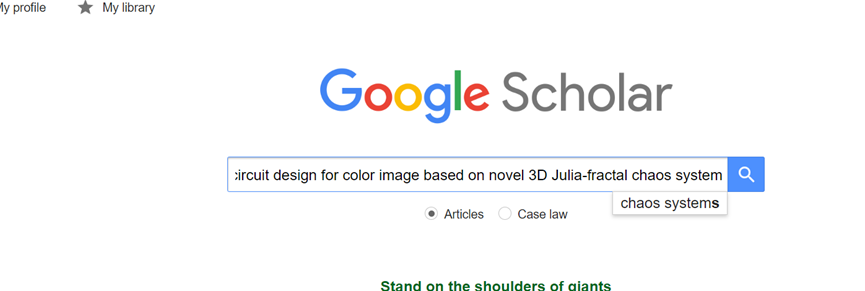 My profile My library
Google Scholar
circuit design for color image based on novel 3D Julia-fractal chaos system
chaos systems
Articles Case law
Stand on the shoulders of giants